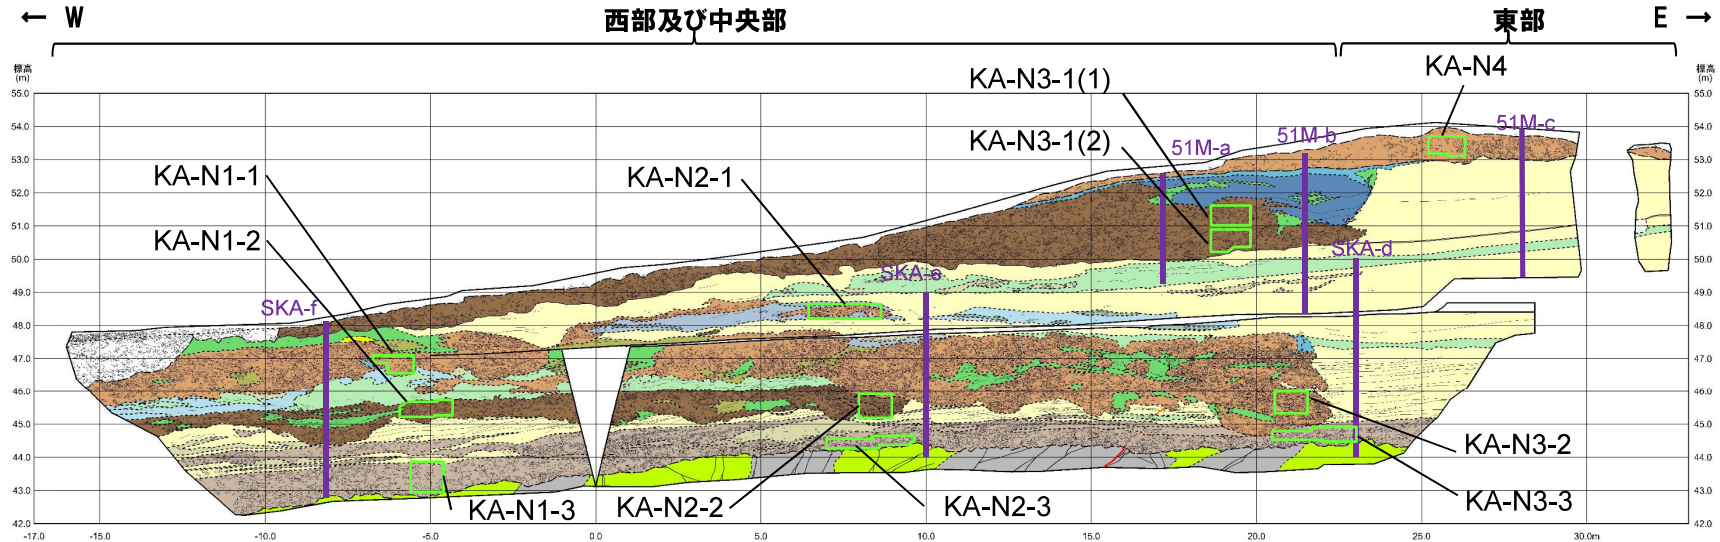 ← W 西部及び中央部 東部 E →
標高
(m)
標高
(m)
KA-N4
KA-N3-1(1)
KA-N3-1(2)
KA-N1-1
KA-N2-1
KA-N1-2
51M-a
51M-b
51M-c
SKA-d
SKA-e
SKA-f
KA-N3-2
KA-N3-3
KA-N1-3
KA-N2-2
KA-N2-3
55.0
54.0
53.0
52.0
51.0
50.0
49.0
48.0
47.0
46.0
45.0
44.0
43.0
42.0
55.0
54.0
53.0
52.0
51.0
50.0
49.0
48.0
47.0
46.0
45.0
44.0
43.0
42.0
-17.0 -15.0 -10.0 -5.0 0.0 5.0 10.0 15.0 20.0 25.0 30.0m